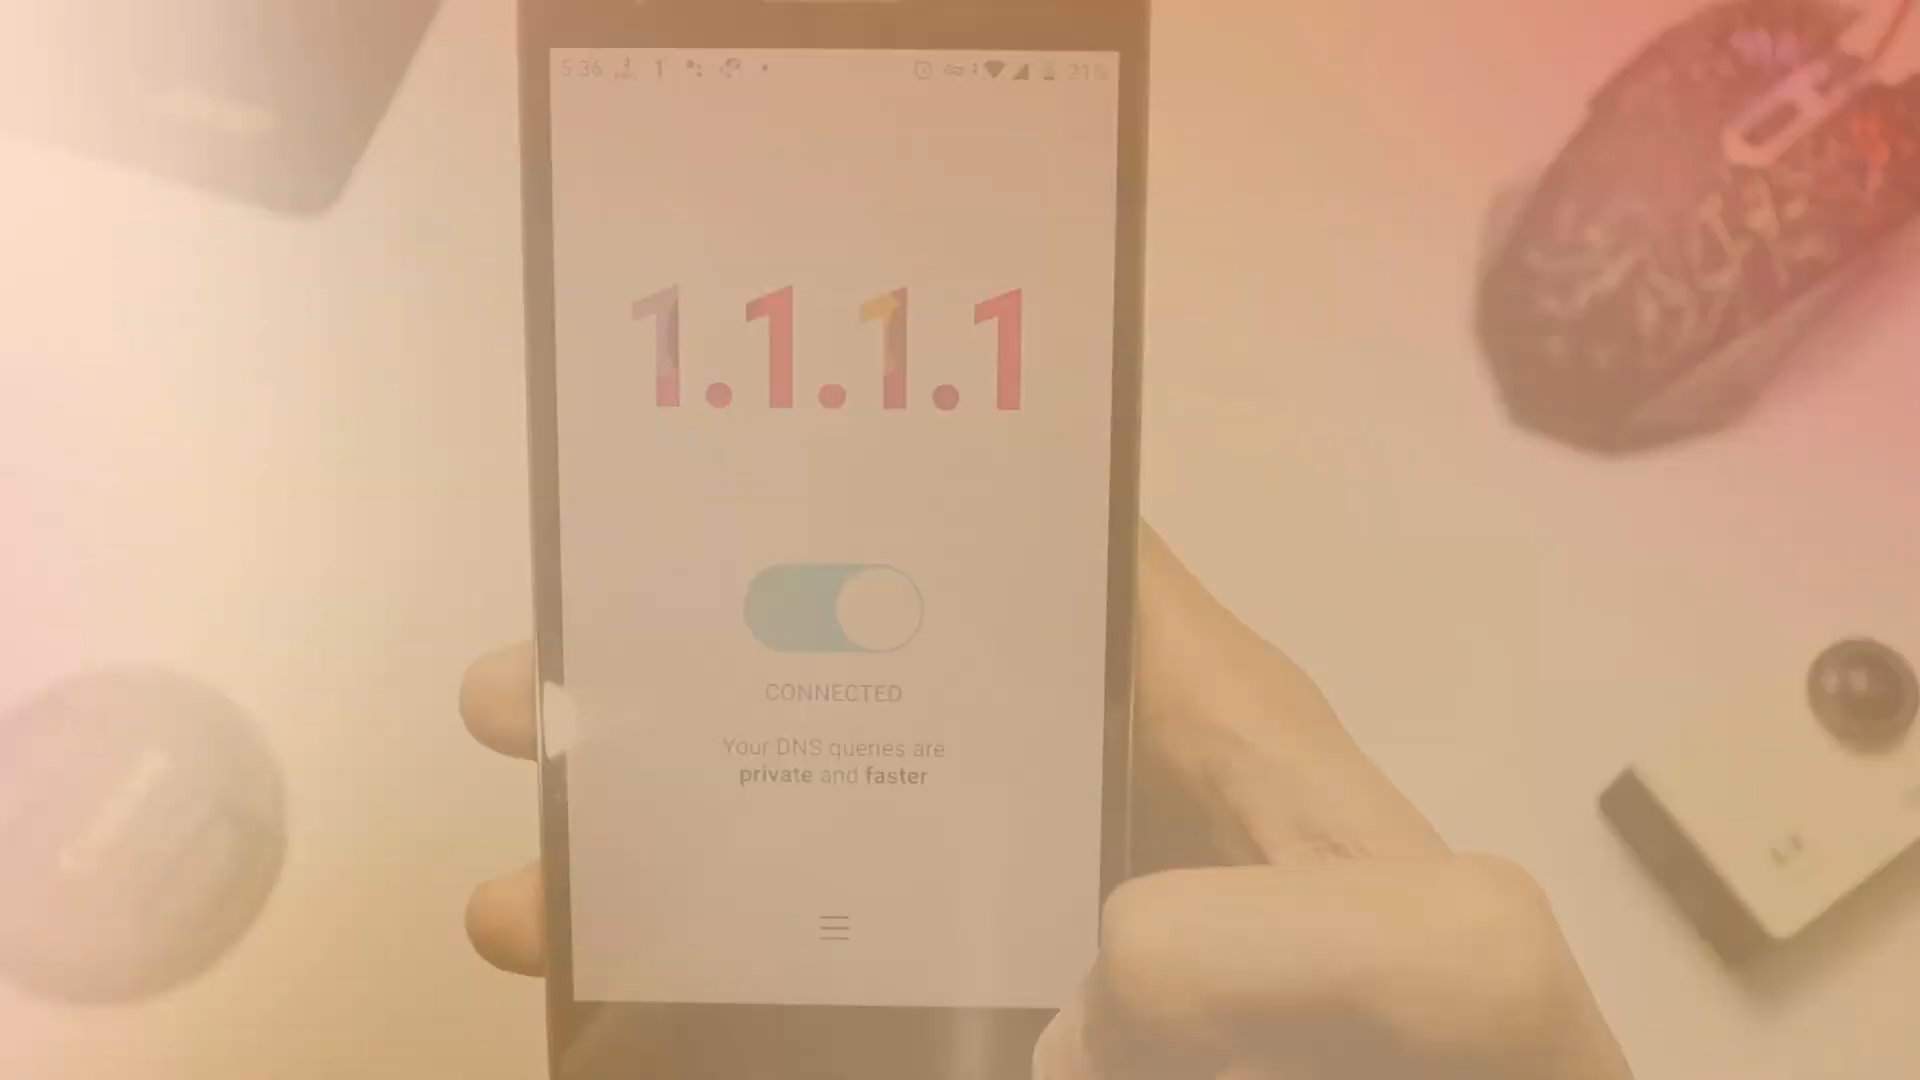 5:36
21%
1.1.1.1
CONNECTED
Your DNS queries are
private and faster